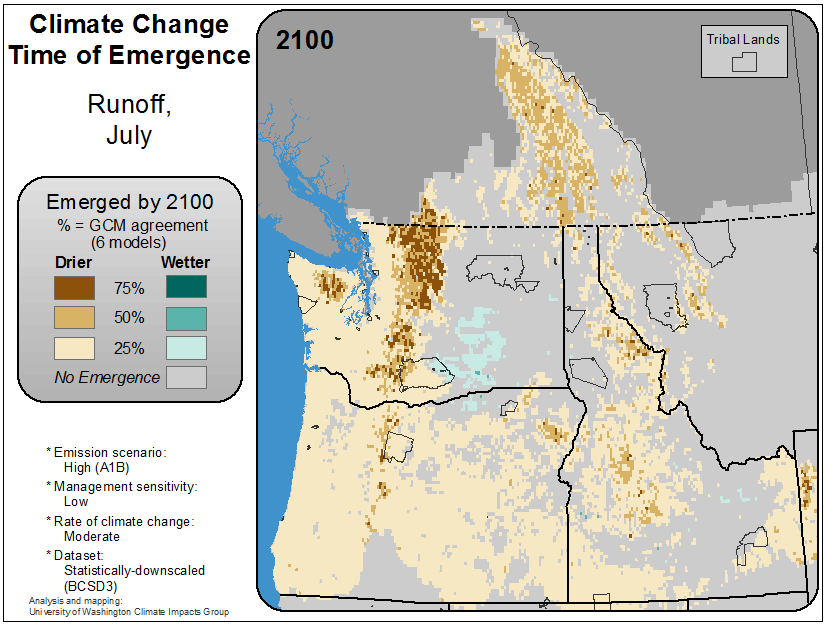 Climate Change
Time of Emergence
Runoff,
July
Emerged by 2100
% = GCM agreement
(6 models)
Drier Wetter
75%
50%
25%
No Emergence
* Emission scenario:
High (A1B)
* Management sensitivity:
Low
* Rate of climate change:
Moderate
* Dataset:
Statistically-downscaled
(BCSD3)
Analysis and mapping:
University of Washington Climate Impacts Group
2100
Tribal Lands